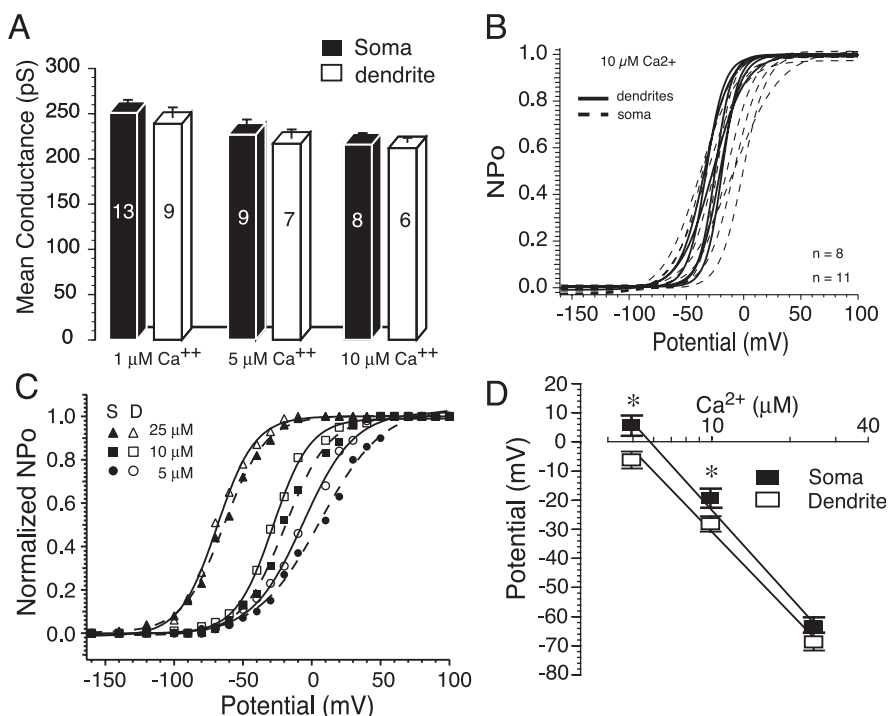 A
Soma
dendrite
Mean Conductance (pS)
300
250
200
150
100
50
0
13
9
9
7
8
6
1 µM Ca++
5 µM Ca++
10 µM Ca++
B
10 µM Ca2+
dendrites
soma
NPo
1.0
0.8
0.6
0.4
0.2
0.0
n = 8
n = 11
-150
-100
-50
0
50
100
Potential (mV)
C
S D
25 µM
10 µM
5 µM
Normalized NPo
1.0
0.8
0.6
0.4
0.2
0.0
-150
-100
-50
0
50
100
Potential (mV)
D
Ca2+ (µM)
10
40
*
*
Soma
Dendrite
Potential (mV)
20
10
0
-10
-20
-30
-40
-50
-60
-70
-80